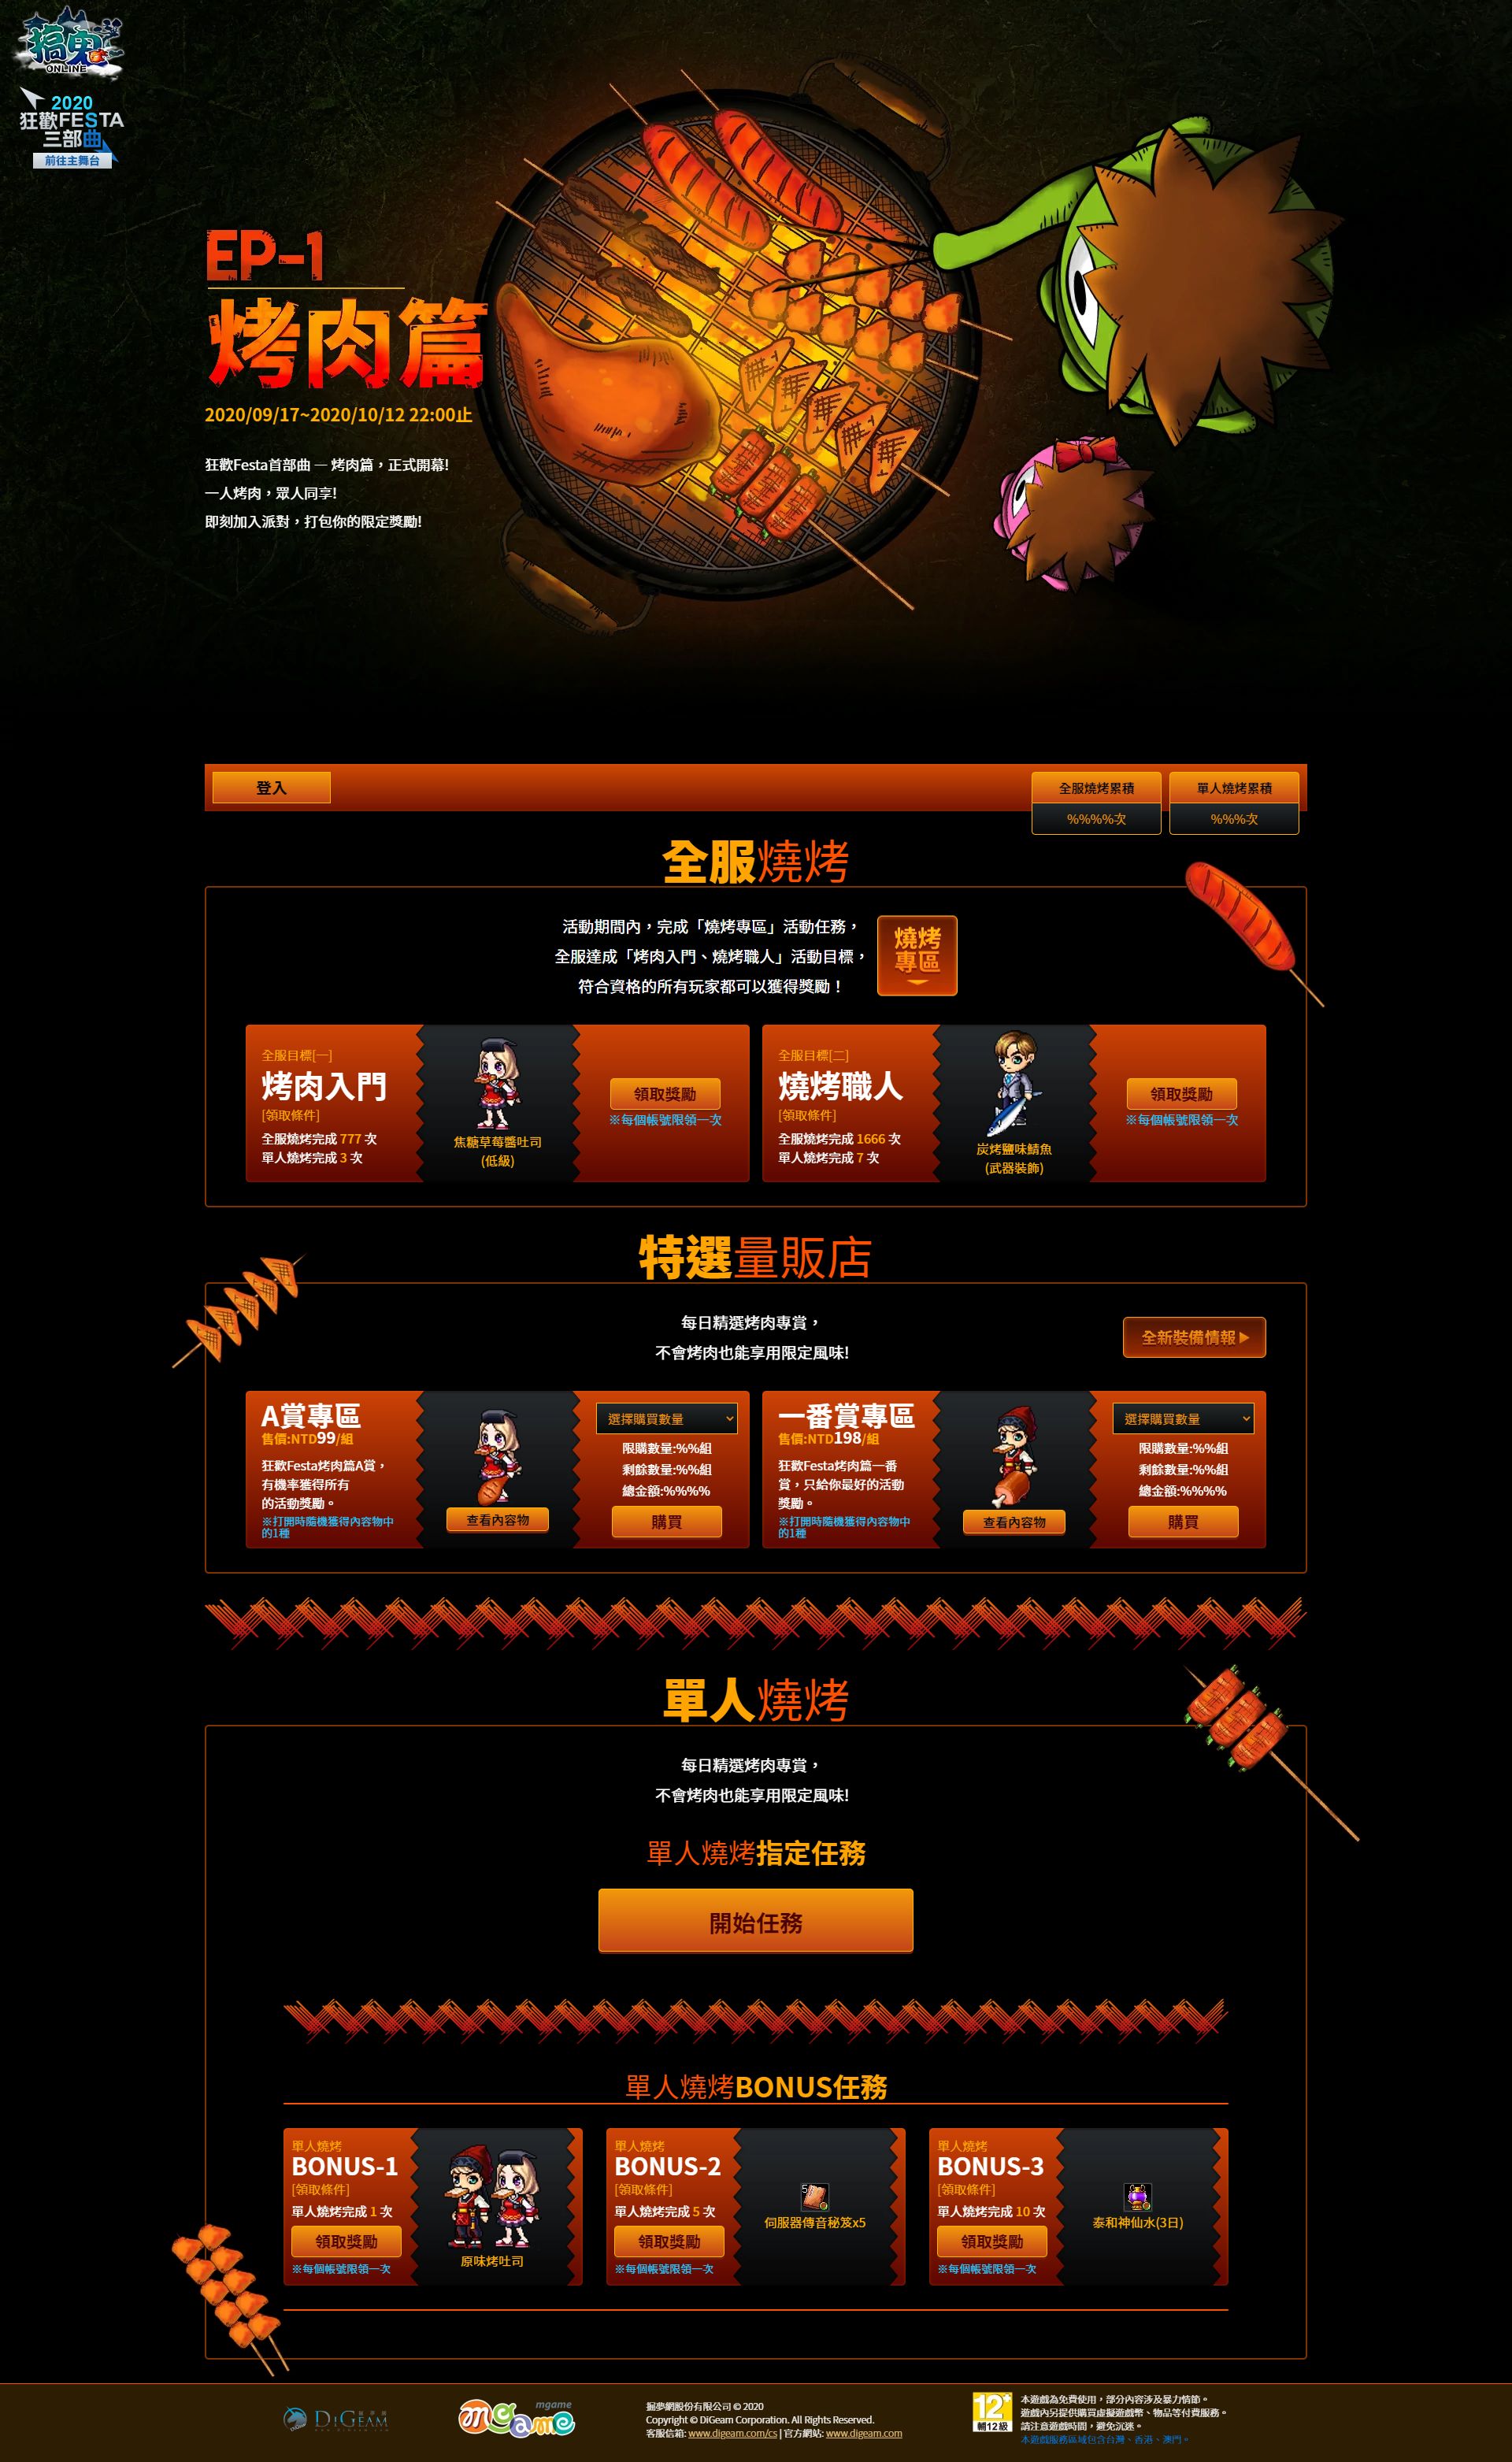 搞鬼
ONLINE
2020
狂歡FESTA
三部曲
前往主舞台
EP-1
烤肉篇
2020/09/17~2020/10/12 22:00止
狂歡Festa首部曲 — 烤肉篇，正式開幕!
一人烤肉，眾人同享!
即刻加入派對，打包你的限定獎勵!
登入
全服燒烤累積
%%%%次
單人燒烤累積
%%%次
全服燒烤
活動期間內，完成「燒烤專區」活動任務，
全服達成「烤肉入門、燒烤職人」活動目標，
符合資格的所有玩家都可以獲得獎勵！
燒烤
專區
全服目標[一]
烤肉入門
[領取條件]
全服燒烤完成 777 次
單人燒烤完成 3 次
焦糖草莓醬吐司
(低級)
領取獎勵
※每個帳號限領一次
全服目標[二]
燒烤職人
[領取條件]
全服燒烤完成 1666 次
單人燒烤完成 7 次
炭烤鹽味鯖魚
(武器裝飾)
領取獎勵
※每個帳號限領一次
特選量販店
每日精選烤肉專賞，
不會烤肉也能享用限定風味!
全新裝備情報▶
A賞專區
售價:NTD99/組
狂歡Festa烤肉篇A賞，
有機率獲得所有
的活動獎勵。
※打開時隨機獲得內容物中
的1種
查看內容物
選擇購買數量
限購數量:%%組
剩餘數量:%%組
總金額:%%%%
購買
一番賞專區
售價:NTD198/組
狂歡Festa烤肉篇一番
賞，只給你最好的活動
獎勵。
※打開時隨機獲得內容物中
的1種
查看內容物
選擇購買數量
限購數量:%%組
剩餘數量:%%組
總金額:%%%%
購買
單人燒烤
每日精選烤肉專賞，
不會烤肉也能享用限定風味!
單人燒烤指定任務
開始任務
單人燒烤BONUS任務
單人燒烤
BONUS-1
[領取條件]
單人燒烤完成 1 次
領取獎勵
※每個帳號限領一次
原味烤吐司
單人燒烤
BONUS-2
[領取條件]
單人燒烤完成 5 次
領取獎勵
※每個帳號限領一次
5
伺服器傳音秘笈x5
單人燒烤
BONUS-3
[領取條件]
單人燒烤完成 10 次
領取獎勵
※每個帳號限領一次
泰和神仙水(3日)
DiGeam
mgame
mgame
掘夢網股份有限公司 © 2020
Copyright © DiGeam Corporation. All Rights Reserved.
客服信箱: www.digeam.com/cs | 官方網站: www.digeam.com
12+
輔12級
本遊戲為免費使用，部分內容涉及暴力情節。
遊戲內另提供購買虛擬遊戲幣、物品等付費服務。
請注意遊戲時間，避免沉迷。
本遊戲服務區域包含台灣、香港、澳門。